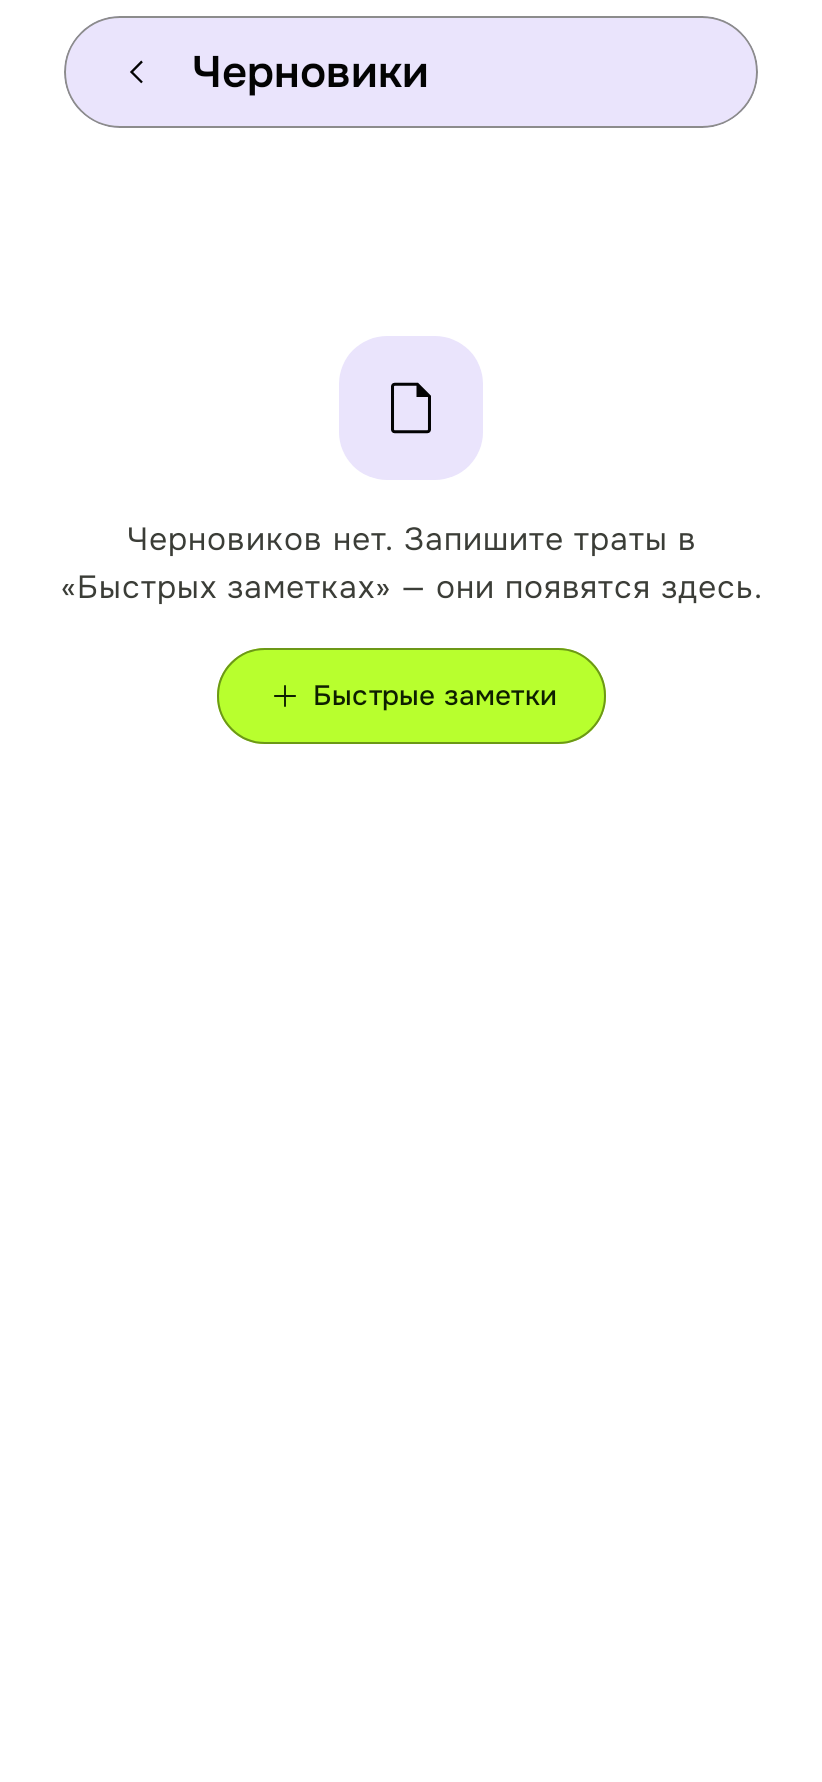 Черновики
Черновиков нет. Запишите траты в
«Быстрых заметках» — они появятся здесь.
Быстрые заметки